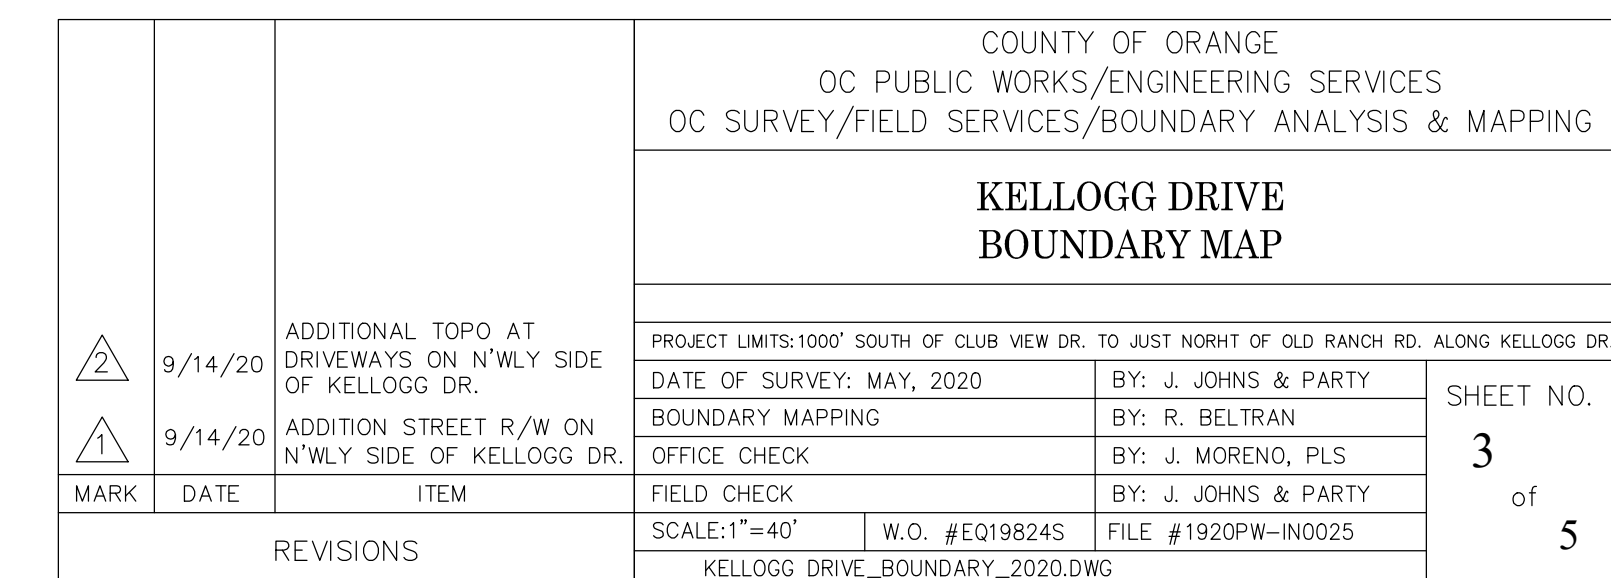 COUNTY OF ORANGE
OC PUBLIC WORKS/ENGINEERING SERVICES
OC SURVEY/FIELD SERVICES/BOUNDARY ANALYSIS & MAPPING
KELLOGG DRIVE
BOUNDARY MAP
PROJECT LIMITS:1000' SOUTH OF CLUB VIEW DR. TO JUST NORHT OF OLD RANCH RD. ALONG KELLOGG DR.
DATE OF SURVEY: MAY, 2020 BY: J. JOHNS & PARTY
BOUNDARY MAPPING BY: R. BELTRAN
OFFICE CHECK BY: J. MORENO, PLS
FIELD CHECK BY: J. JOHNS & PARTY
SCALE:1"=40' W.O. #EQ19824S FILE #1920PW-IN0025
KELLOGG DRIVE_BOUNDARY_2020.DWG
SHEET NO.
3
of
5
2 9/14/20 ADDITIONAL TOPO AT
DRIVEWAYS ON N'WLY SIDE
OF KELLOGG DR.
1 9/14/20 ADDITION STREET R/W ON
N'WLY SIDE OF KELLOGG DR.
MARK DATE ITEM
REVISIONS